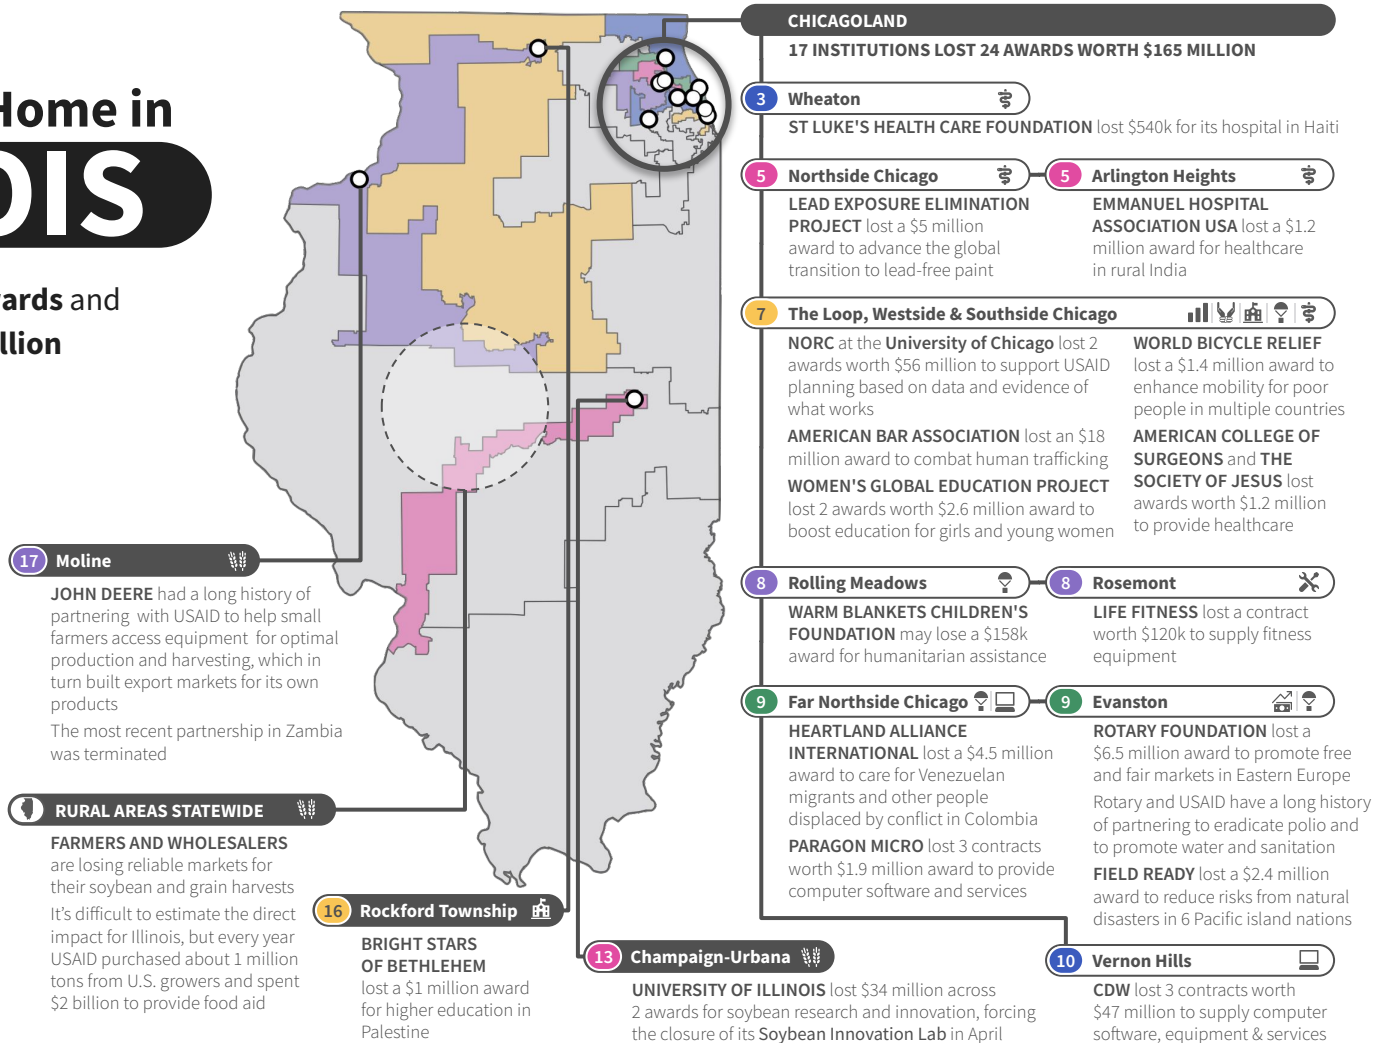 Home in
OIS
ards and
llion
CHICAGOLAND
17 INSTITUTIONS LOST 24 AWARDS WORTH $165 MILLION
3 Wheaton
ST LUKE'S HEALTH CARE FOUNDATION lost $540k for its hospital in Haiti
5 Northside Chicago
LEAD EXPOSURE ELIMINATION
PROJECT lost a $5 million
award to advance the global
transition to lead-free paint
5 Arlington Heights
EMMANUEL HOSPITAL
ASSOCIATION USA lost a $1.2
million award for healthcare
in rural India
7 The Loop, Westside & Southside Chicago
NORC at the University of Chicago lost 2
awards worth $56 million to support USAID
planning based on data and evidence of
what works
AMERICAN BAR ASSOCIATION lost an $18
million award to combat human trafficking
WOMEN'S GLOBAL EDUCATION PROJECT
lost 2 awards worth $2.6 million award to
boost education for girls and young women
WORLD BICYCLE RELIEF
lost a $1.4 million award to
enhance mobility for poor
people in multiple countries
AMERICAN COLLEGE OF
SURGEONS and THE
SOCIETY OF JESUS lost
awards worth $1.2 million
to provide healthcare
8 Rolling Meadows
WARM BLANKETS CHILDREN'S
FOUNDATION may lose a $158k
award for humanitarian assistance
8 Rosemont
LIFE FITNESS lost a contract
worth $120k to supply fitness
equipment
9 Far Northside Chicago
HEARTLAND ALLIANCE
INTERNATIONAL lost a $4.5 million
award to care for Venezuelan
migrants and other people
displaced by conflict in Colombia
PARAGON MICRO lost 3 contracts
worth $1.9 million award to provide
computer software and services
9 Evanston
ROTARY FOUNDATION lost a
$6.5 million award to promote free
and fair markets in Eastern Europe
Rotary and USAID have a long history
of partnering to eradicate polio and
to promote water and sanitation
FIELD READY lost a $2.4 million
award to reduce risks from natural
disasters in 6 Pacific island nations
10 Vernon Hills
CDW lost 3 contracts worth
$47 million to supply computer
software, equipment & services
17 Moline
JOHN DEERE had a long history of
partnering with USAID to help small
farmers access equipment for optimal
production and harvesting, which in
turn built export markets for its own
products
The most recent partnership in Zambia
was terminated
RURAL AREAS STATEWIDE
FARMERS AND WHOLESALERS
are losing reliable markets for
their soybean and grain harvests
It's difficult to estimate the direct
impact for Illinois, but every year
USAID purchased about 1 million
tons from U.S. growers and spent
$2 billion to provide food aid
16 Rockford Township
BRIGHT STARS
OF BETHLEHEM
lost a $1 million award
for higher education in
Palestine
13 Champaign-Urbana
UNIVERSITY OF ILLINOIS lost $34 million across
2 awards for soybean research and innovation, forcing
the closure of its Soybean Innovation Lab in April